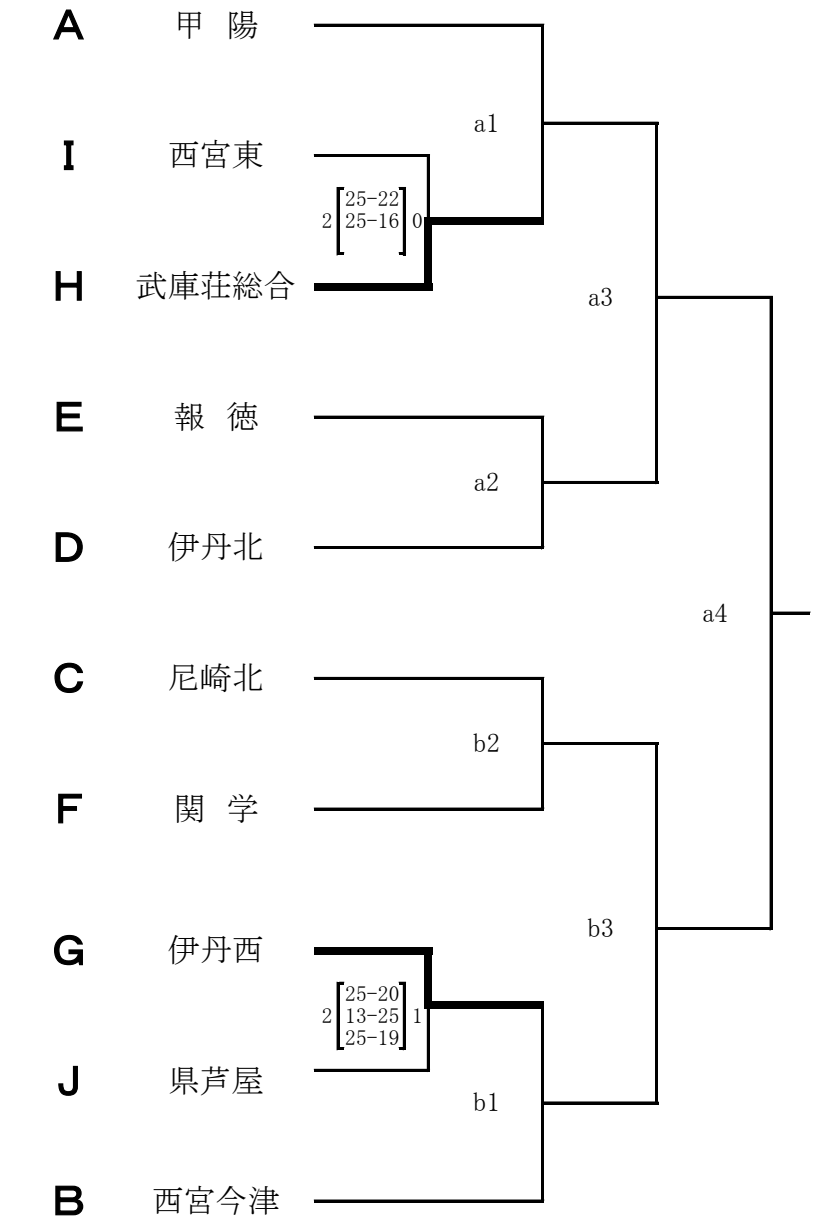 A 甲 陽
a1
I 西宮東
25-22
2 25-16 0
H 武庫荘総合
a3
E 報 徳
a2
D 伊丹北
a4
C 尼崎北
b2
F 関 学
b3
G 伊丹西
25-20
2 13-25 1
25-19
J 県芦屋
b1
B 西宮今津